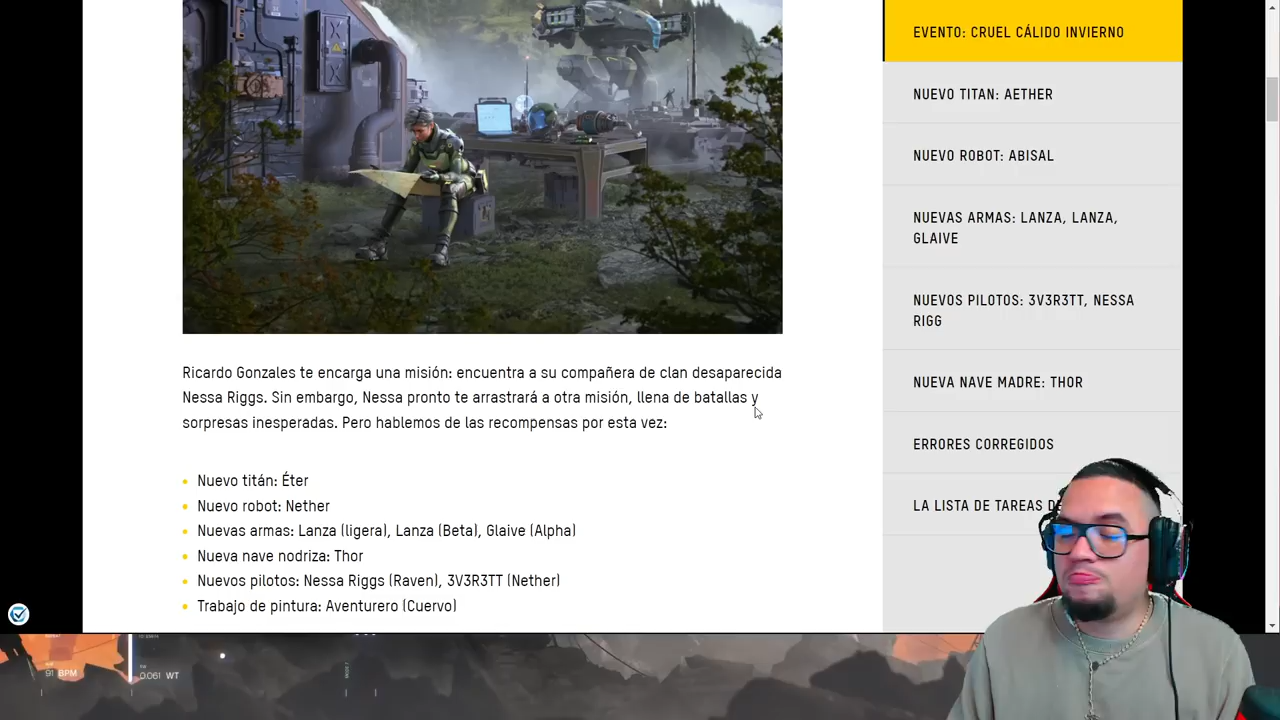 EVENTO: CRUEL CÁLIDO INVIERNO
NUEVO TITAN: AETHER
NUEVO ROBOT: ABISAL
NUEVAS ARMAS: LANZA, LANZA,
GLAIVE
NUEVOS PILOTOS: 3V3R3TT, NESSA
RIGG
NUEVA NAVE MADRE: THOR
ERRORES CORREGIDOS
LA LISTA DE TAREAS
Ricardo Gonzales te encarga una misión: encuentra a su compañera de clan desaparecida
Nessa Riggs. Sin embargo, Nessa pronto te arrastrará a otra misión, llena de batallas y
sorpresas inesperadas. Pero hablemos de las recompensas por esta vez:
Nuevo titán: Éter
Nuevo robot: Nether
Nuevas armas: Lanza (ligera), Lanza (Beta), Glaive (Alpha)
Nueva nave nodriza: Thor
Nuevos pilotos: Nessa Riggs (Raven), 3V3R3TT (Nether)
Trabajo de pintura: Aventurero (Cuervo)
91 BPM
0.061 WT